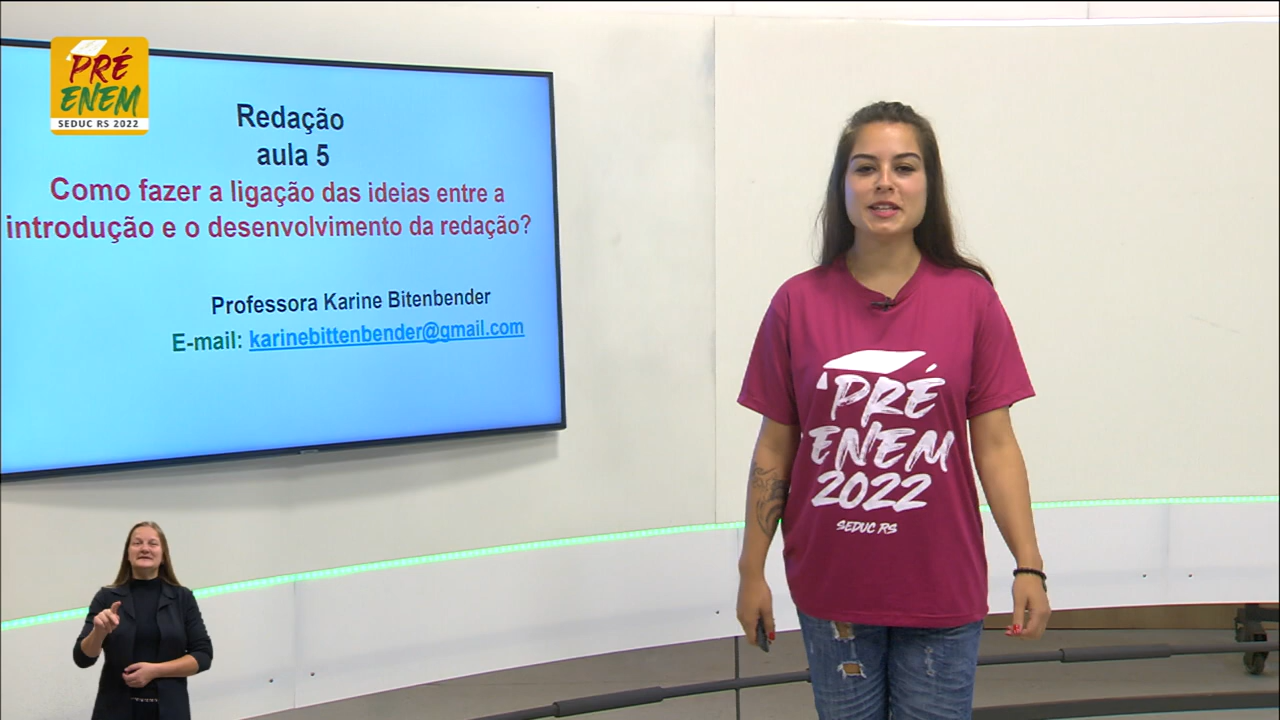 PRÉ
ENEM
SEDUC RS 2022
Redação
aula 5
Como fazer a ligação das ideias entre a
introdução e o desenvolvimento da redação?
Professora Karine Bitenbender
E-mail: karinebittenbender@gmail.com
PRÉ
ENEM
2022
SEDUC RS